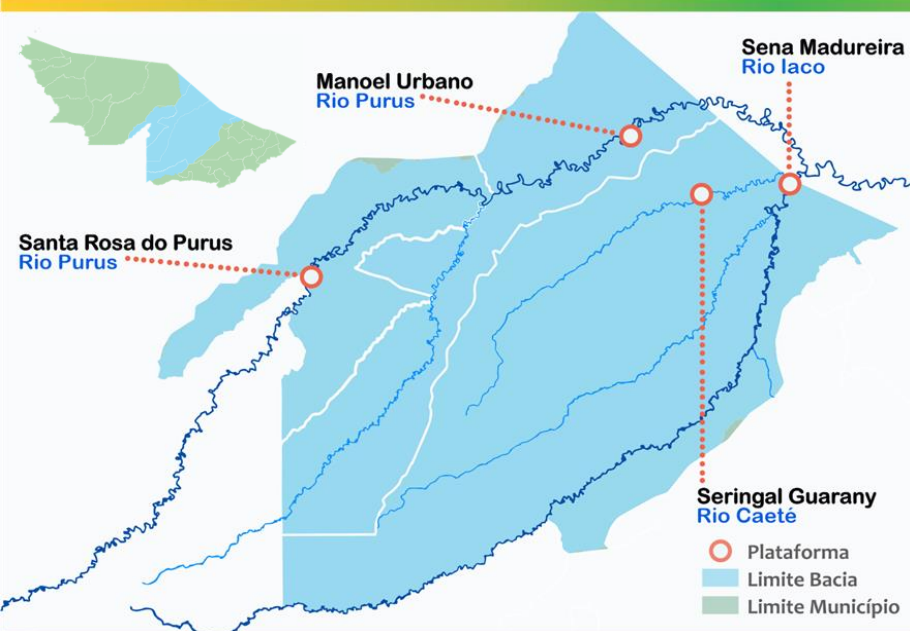 Sena Madureira
Rio Iaco
Manoel Urbano
Rio Purus
Santa Rosa do Purus
Rio Purus
Seringal Guarany
Rio Caeté
Plataforma
Limite Bacia
Limite Município